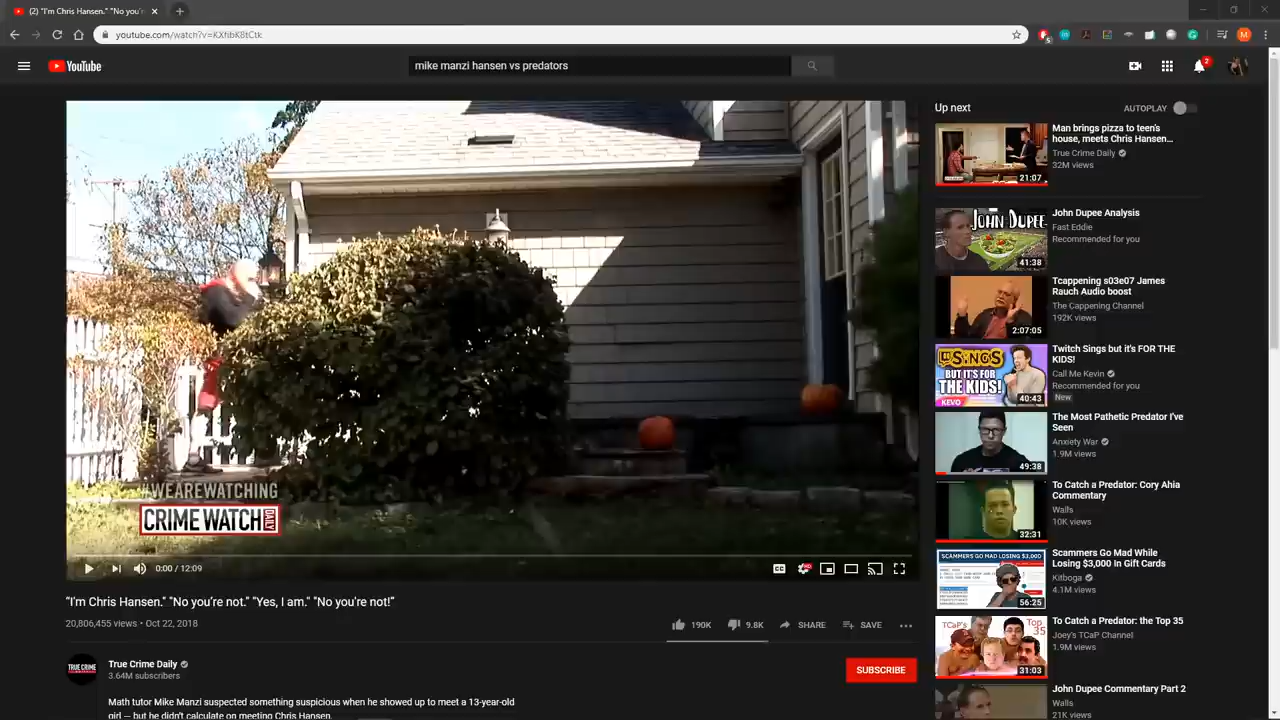 (2) "I'm Chris Hansen." "No you'r
youtube.com/watch?v=KXfibK8tCtk
YouTube
mike manzi hansen vs predators
2
M
#WEAREWATCHING
CRIME WATCH DAILY
0:00 / 12:09
CC
HD
Hansen." "No you're not." I am." "No you're not!"
20,806,455 views • Oct 22, 2018
190K
9.8K
SHARE
SAVE
TRUE CRIME
True Crime Daily
3.64M subscribers
SUBSCRIBE
Math tutor Mike Manzi suspected something suspicious when he showed up to meet a 13-year-old
girl — but he didn't calculate on meeting Chris Hansen.
Up next
AUTOPLAY
Man brings pizza to teen's
house, meets Chris Hansen...
True Crime Daily
32M views
21:07
JOHN DUPEE
41:38
John Dupee Analysis
Fast Eddie
Recommended for you
Tcappening s03e07 James
Rauch Audio boost
The Cappening Channel
192K views
2:07:05
SiNGS
BUT IT'S FOR
THE KIDS!
KEVO
40:43
Twitch Sings but it's FOR THE
KIDS!
Call Me Kevin
Recommended for you
New
The Most Pathetic Predator I've
Seen
Anxiety War
1.9M views
49:38
To Catch a Predator: Cory Ahia
Commentary
Walls
10K views
32:31
SCAMMERS GO MAD LOSING $3,000
56:25
Scammers Go Mad While
Losing $3,000 in Gift Cards
Kitboga
4.1M views
TCaP's Top
35
31:03
To Catch a Predator: the Top 35
Joey's TCaP Channel
1.9M views
John Dupee Commentary Part 2
Walls
21K views